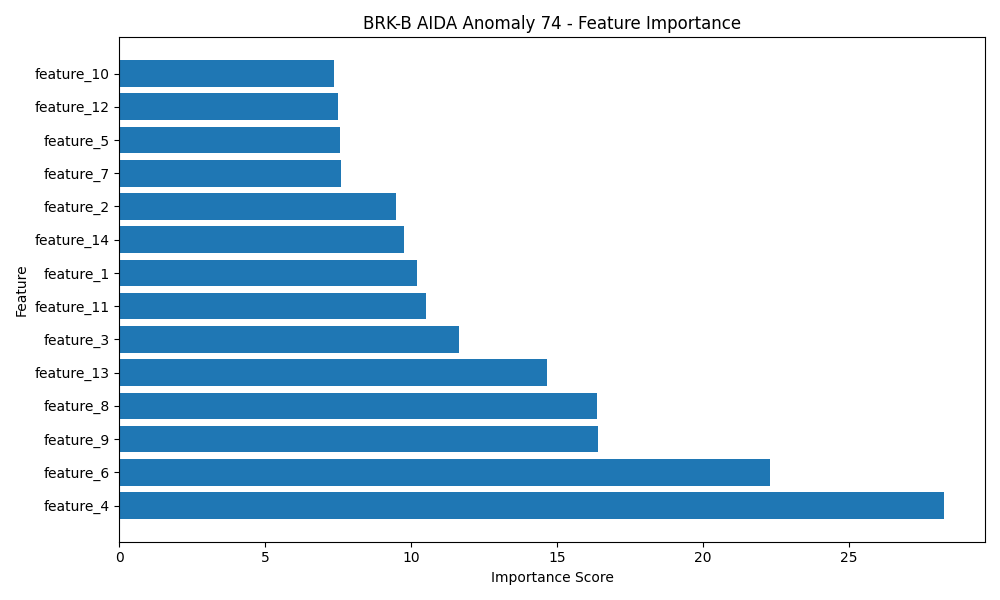 BRK-B AIDA Anomaly 74 - Feature Importance
feature_10
feature_12
feature_5
feature_7
feature_2
feature_14
feature_1
feature_11
feature_3
feature_13
feature_8
feature_9
feature_6
feature_4
Feature
0 5 10 15 20 25
Importance Score